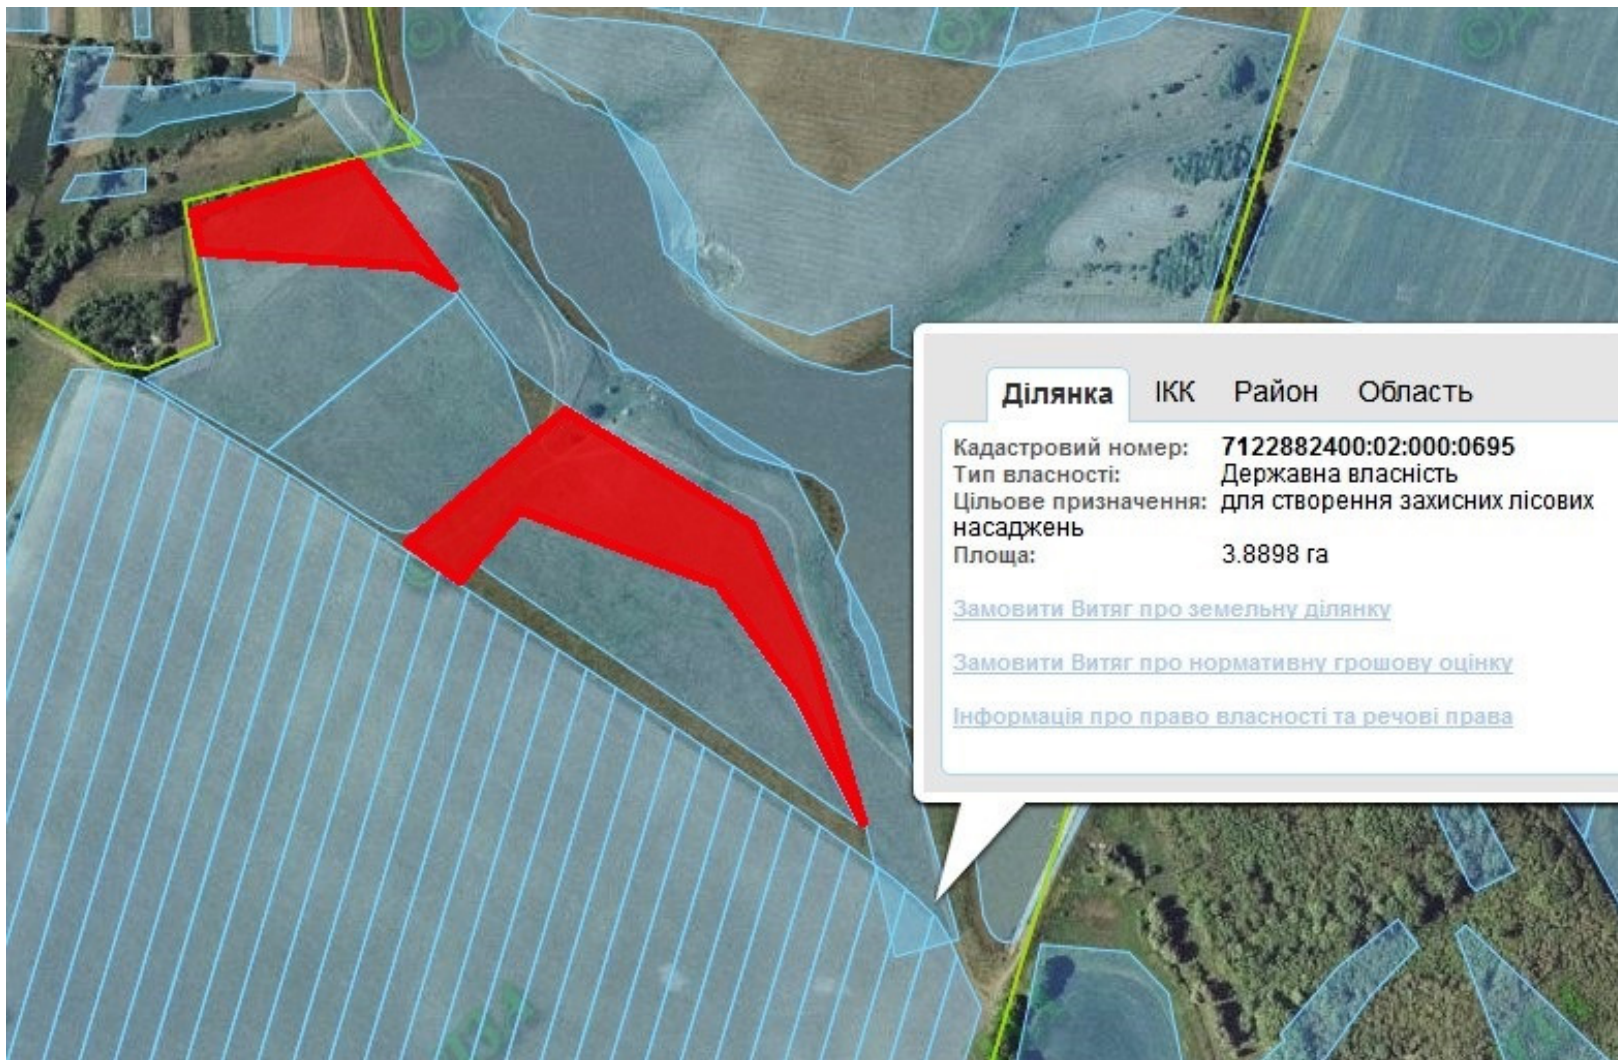 Ділянка ІКК Район Область
Кадастровий номер: 7122882400:02:000:0695
Тип власності: Державна власність
Цільове призначення: для створення захисних лісових
насаджень
Площа: 3.8898 га
Замовити Витяг про земельну ділянку
Замовити Витяг про нормативну грошову оцінку
Інформація про право власності та речові права